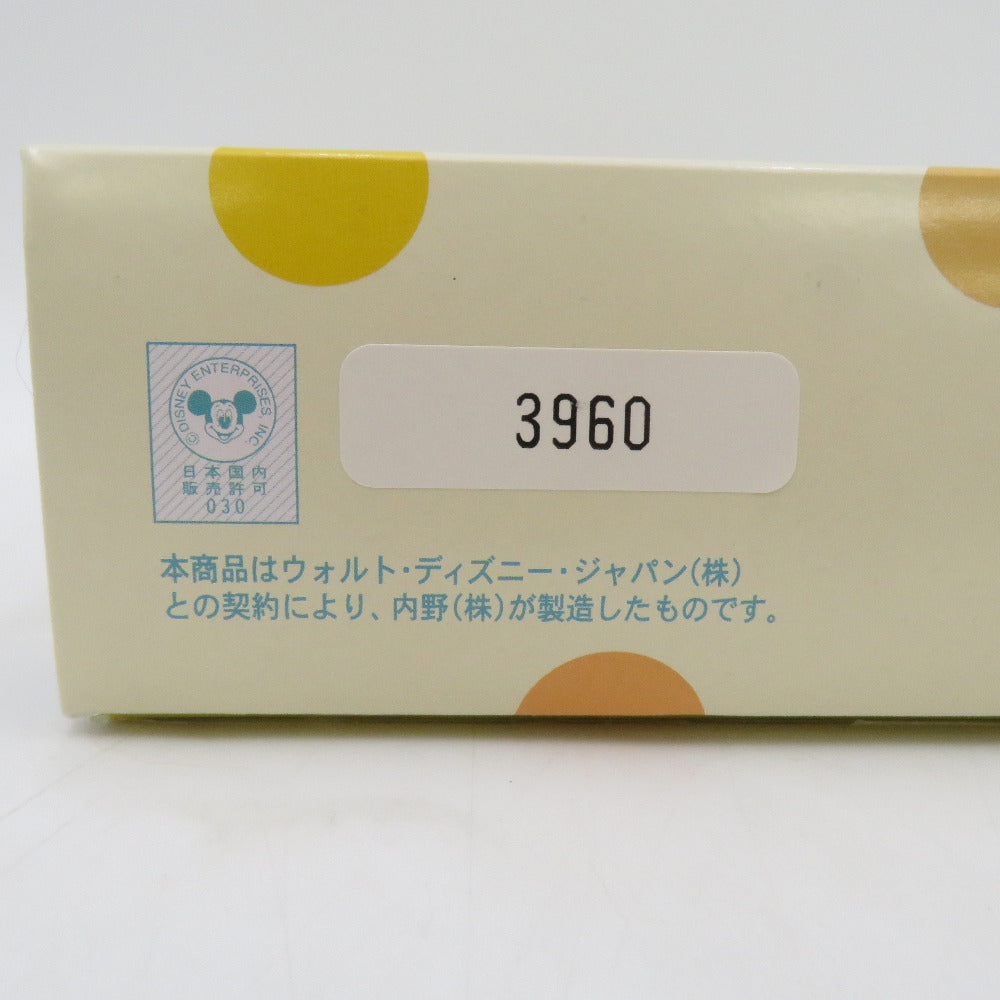 ©DISNEY ENTERPRISES, INC.
日本国内
販売許可
030
3960
本商品はウォルト・ディズニー・ジャパン(株)
との契約により、内野(株)が製造したものです。